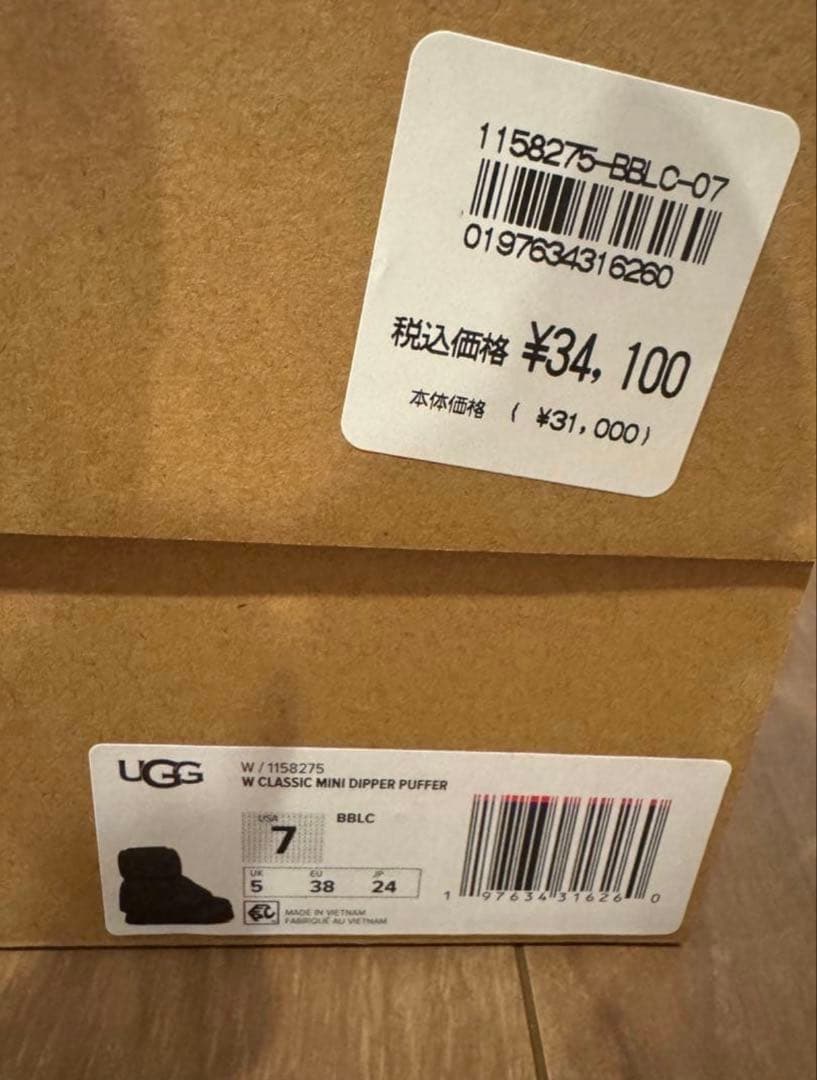 1158275-BBLC-07
0197634316260
税込価格 ¥34,100
本体価格 ( ¥31,000)
UGG
W / 1158275
W CLASSIC MINI DIPPER PUFFER
USA
7
BBLC
UK EU JP
5 38 24
MADE IN VIETNAM
FABRIQUÉ AU VIETNAM
1 97634 31626 0